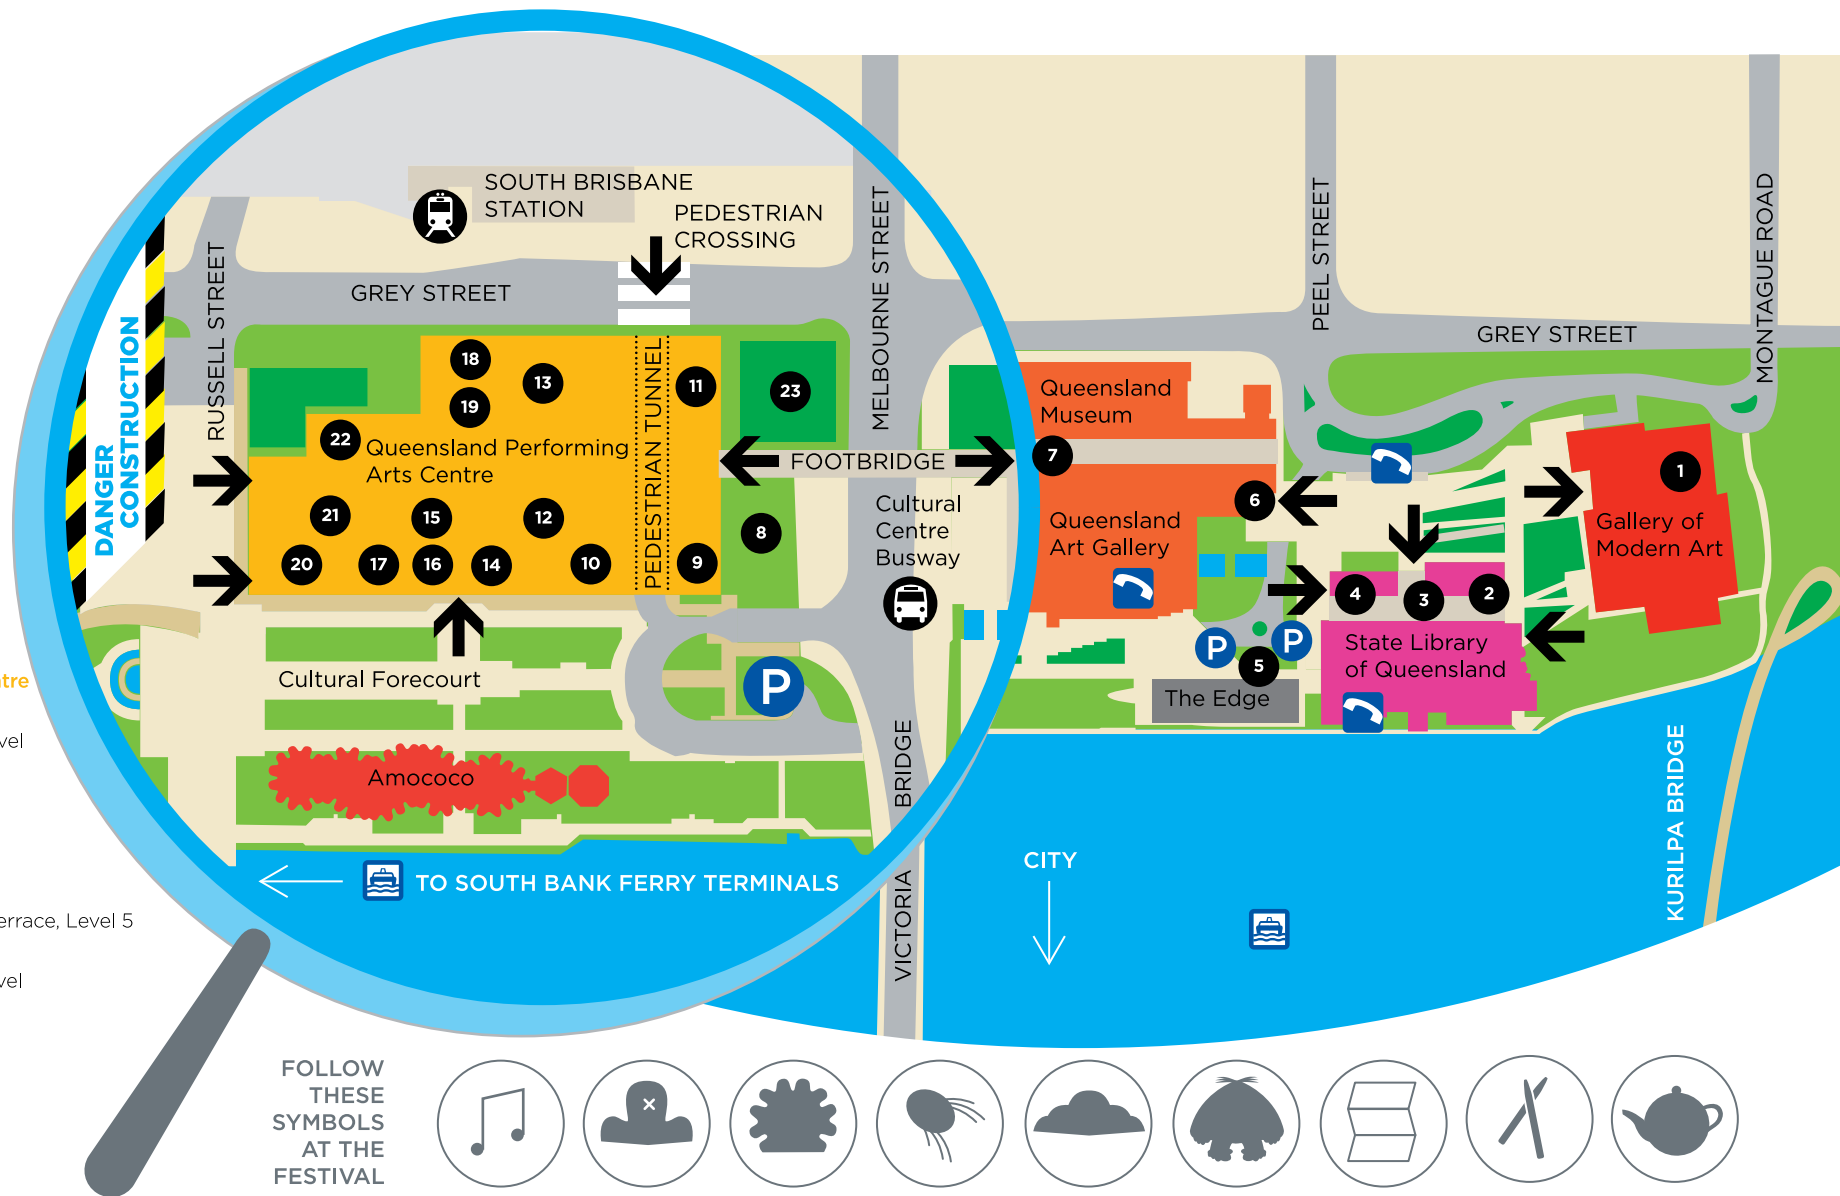 SOUTH BRISBANE
STATION
PEDESTRIAN
CROSSING
GREY STREET
RUSSELL STREET
MELBOURNE STREET
PEEL STREET
MONTAGUE ROAD
GREY STREET
DANGER
CONSTRUCTION
18
13
11
23
19
22
Queensland Performing
Arts Centre
PEDESTRIAN TUNNEL
FOOTBRIDGE
21
15
12
8
20
17
16
14
10
9
Cultural
Centre
Busway
Queensland
Museum
7
6
Queensland
Art Gallery
1
Gallery of
Modern Art
4
3
2
State Library
of Queensland
P
P
5
The Edge
Cultural Forecourt
P
Amococo
VICTORIA BRIDGE
KURILPA BRIDGE
CITY
TO SOUTH BANK FERRY TERMINALS
ntre
vel
errace, Level 5
vel
FOLLOW
THESE
SYMBOLS
AT THE
FESTIVAL